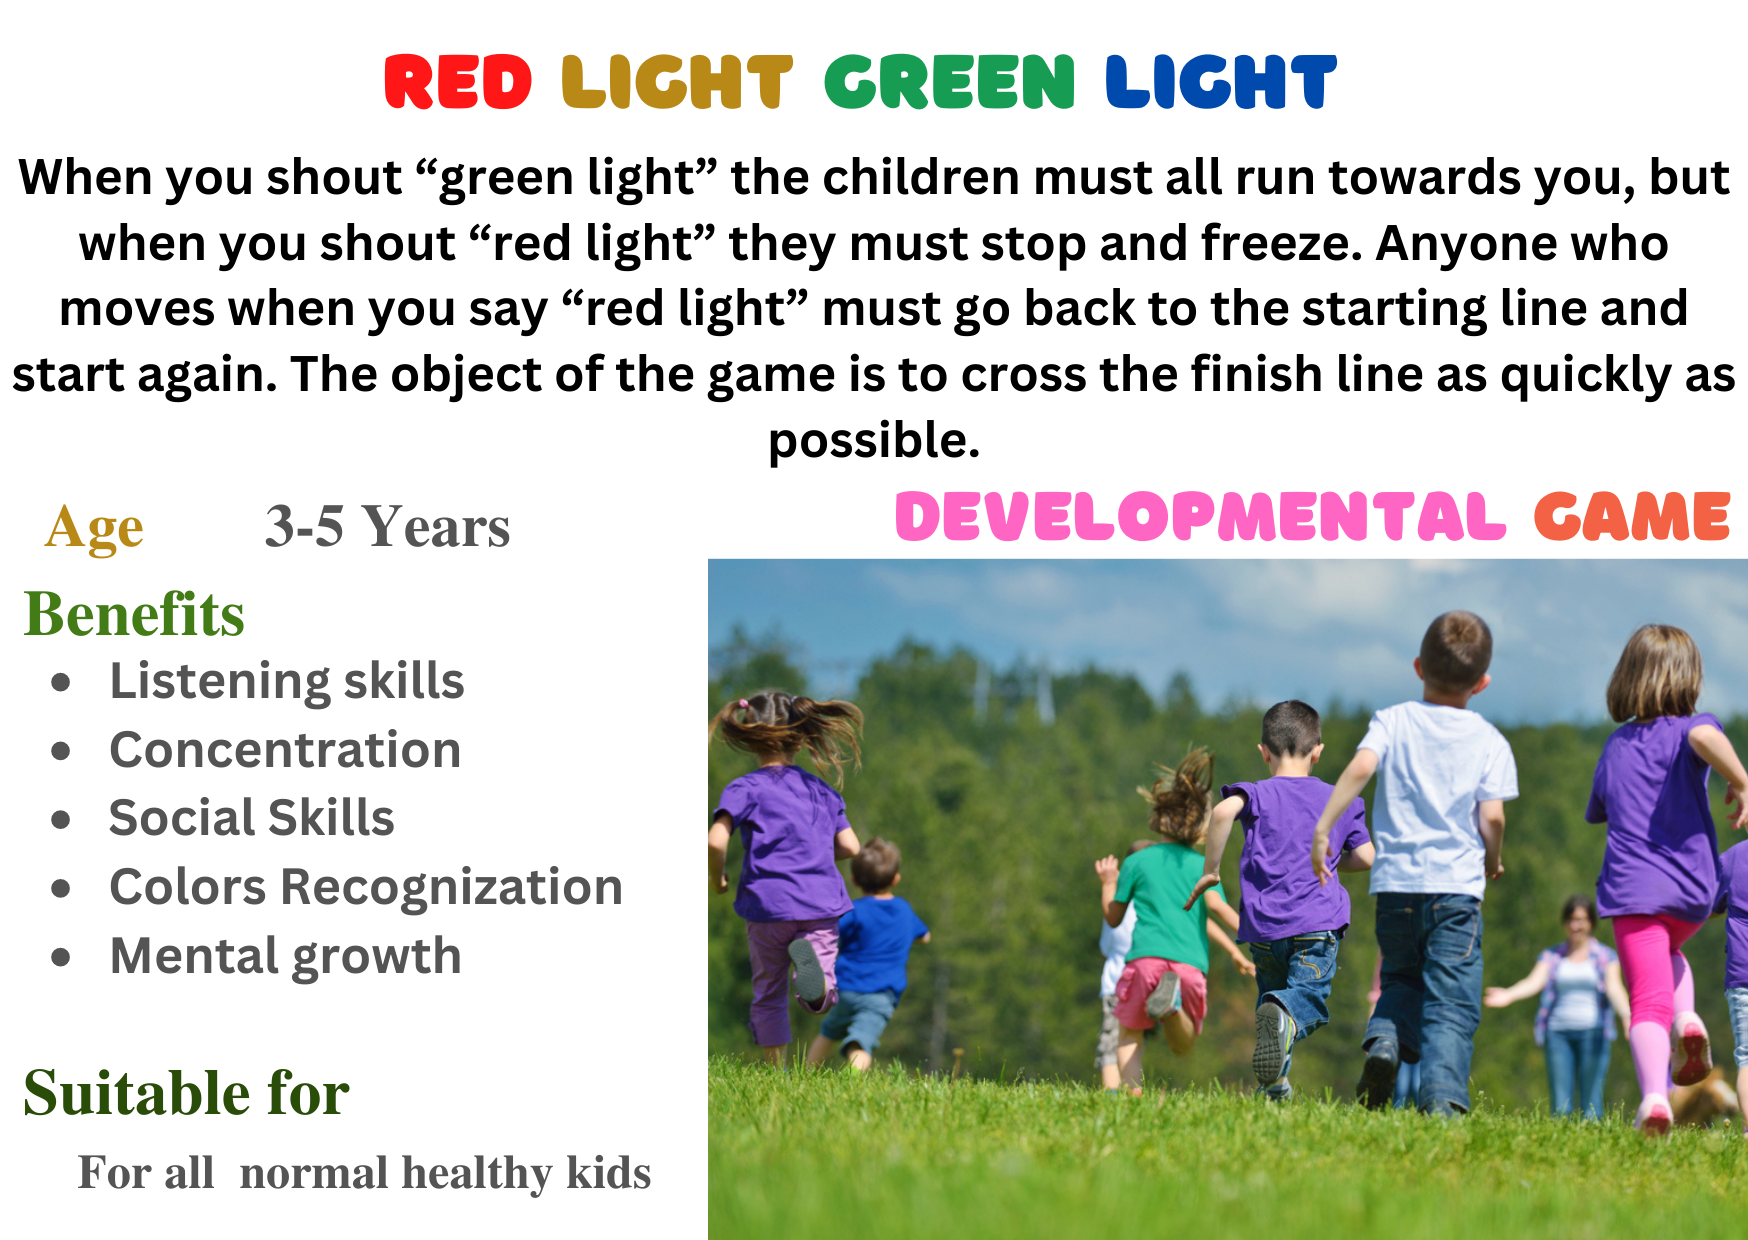 RED LIGHT GREEN LIGHT
When you shout “green light” the children must all run towards you, but
when you shout “red light” they must stop and freeze. Anyone who
moves when you say “red light” must go back to the starting line and
start again. The object of the game is to cross the finish line as quickly as
possible.
Age 3-5 Years
DEVELOPMENTAL GAME
Benefits
• Listening skills
• Concentration
• Social Skills
• Colors Recognization
• Mental growth
Suitable for
For all normal healthy kids